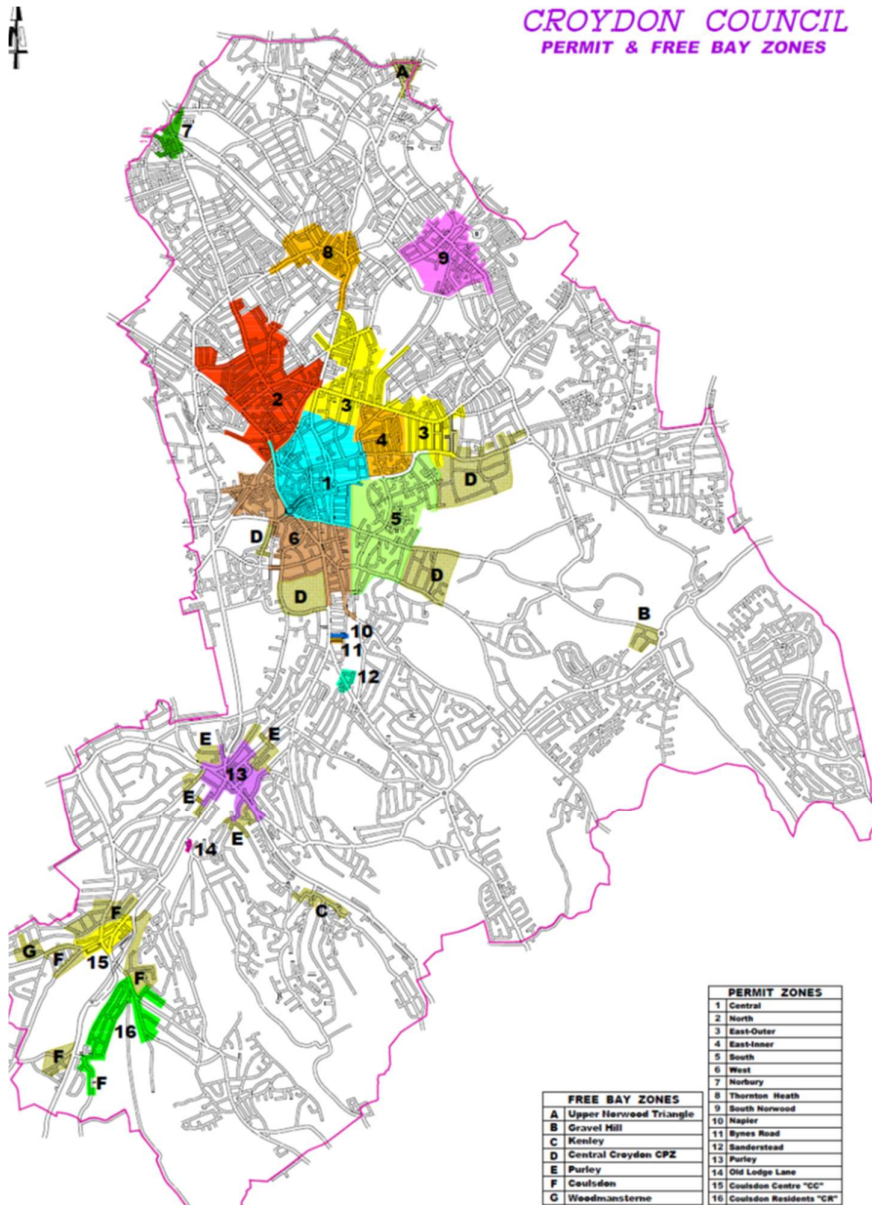 CROYDON COUNCIL
PERMIT & FREE BAY ZONES
A
7
8
9
2
3
4
3
1
D
5
D
6
D
D
B
10
11
12
E
E
13
E
E
14
C
F
G
F
15
F
16
F
F
PERMIT ZONES
1 Central
2 North
3 East-Outer
4 East-Inner
5 South
6 West
7 Norbury
8 Thornton Heath
9 South Norwood
10 Napier
11 Bynes Road
12 Sanderstead
13 Purley
14 Old Lodge Lane
15 Coulsdon Centre "CC"
16 Coulsdon Residents "CR"
FREE BAY ZONES
A Upper Norwood Triangle
B Gravel Hill
C Kenley
D Central Croydon CPZ
E Purley
F Coulsdon
G Woodmansterne